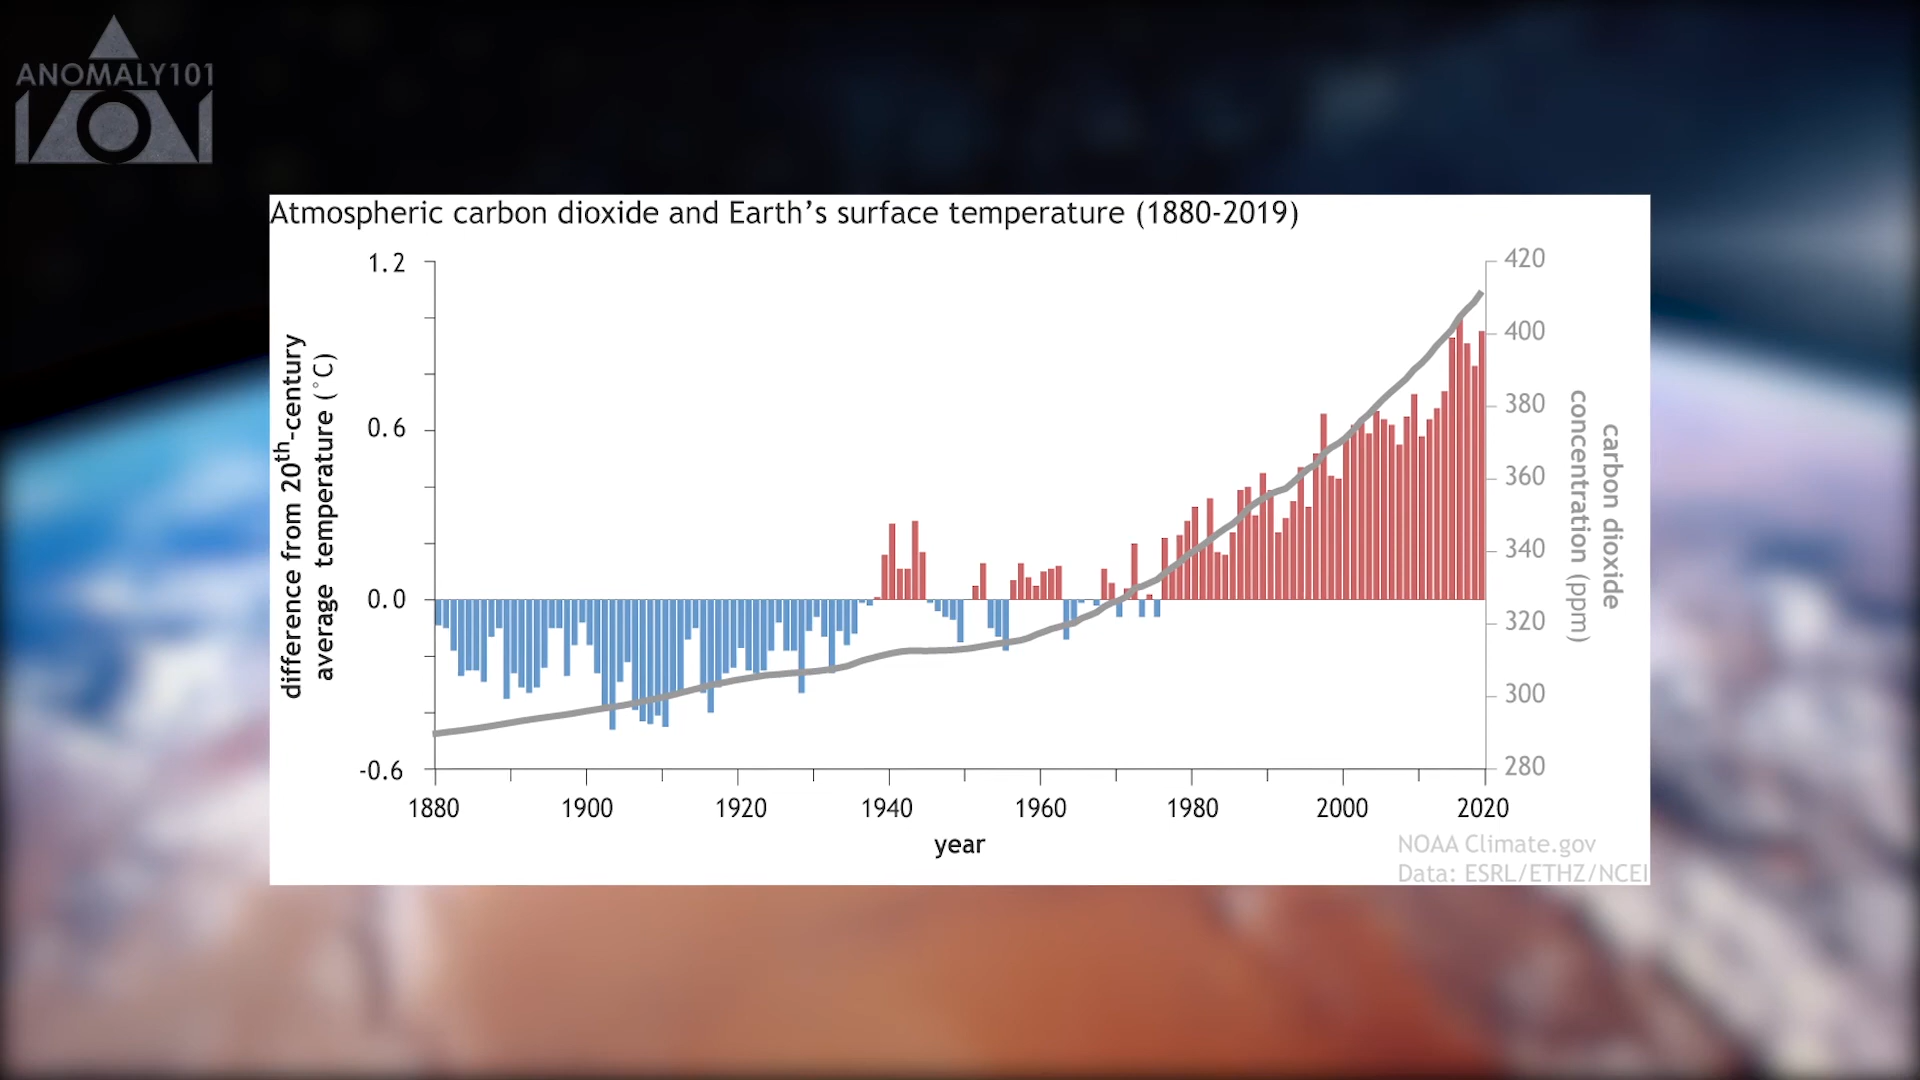 ANOMALY101
Atmospheric carbon dioxide and Earth's surface temperature (1880-2019)
difference from 20th-century
average temperature (°C)
1.2
0.6
0.0
-0.6
420
400
380
360
340
320
300
280
carbon dioxide
concentration (ppm)
1880 1900 1920 1940 1960 1980 2000 2020
year
NOAA Climate.gov
Data: ESRL/ETHZ/NCEI